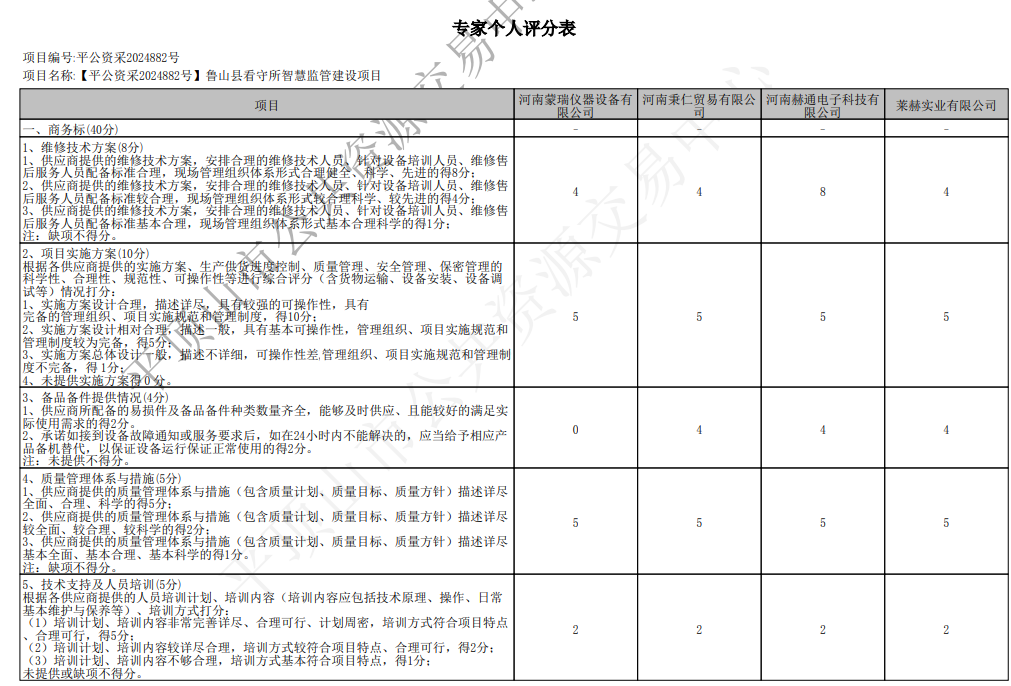 专家个人评分表
项目编号:平公资采2024882号
项目名称:【平公资采2024882号】鲁山县看守所智慧监管建设项目
项目
河南蒙瑞仪器设备有
限公司
河南秉仁贸易有限公
司
河南赫通电子科技有
限公司
莱赫实业有限公司
一、商务标(40分)
-
-
-
-
1、维修技术方案(8分)
1、供应商提供的维修技术方案，安排合理的维修技术人员、针对设备培训人员、维修售
后服务人员配备标准合理，现场管理组织体系形式合理健全、科学、先进的得8分；
2、供应商提供的维修技术方案，安排合理的维修技术人员、针对设备培训人员、维修售
后服务人员配备标准较合理，现场管理组织体系形式较合理科学、较先进的得4分；
3、供应商提供的维修技术方案，安排合理的维修技术人员、针对设备培训人员、维修售
后服务人员配备标准基本合理，现场管理组织体系形式基本合理科学的得1分；
注：缺项不得分。
4
4
8
4
2、项目实施方案(10分)
根据各供应商提供的实施方案、生产供货进度控制、质量管理、安全管理、保密管理的
科学性、合理性、规范性、可操作性等进行综合评分（含货物运输、设备安装、设备调
试等）情况打分：
1、实施方案设计合理，描述详尽，具有较强的可操作性，具有
完备的管理组织、项目实施规范和管理制度，得10分；
2、实施方案设计相对合理，描述一般，具有基本可操作性，管理组织、项目实施规范和
管理制度较为完备，得5分；
3、实施方案总体设计一般，描述不详细，可操作性差,管理组织、项目实施规范和管理制
度不完备，得 1分；
4、未提供实施方案得 0 分。
5
5
5
5
3、备品备件提供情况(4分)
1、供应商所配备的易损件及备品备件种类数量齐全，能够及时供应、且能较好的满足实
际使用需求的得2分。
2、承诺如接到设备故障通知或服务要求后，如在24小时内不能解决的，应当给予相应产
品备机替代，以保证设备运行保证正常使用的得2分。
注：未提供不得分。
0
4
4
4
4、质量管理体系与措施(5分)
1、供应商提供的质量管理体系与措施（包含质量计划、质量目标、质量方针）描述详尽
全面、合理、科学的得5分；
2、供应商提供的质量管理体系与措施（包含质量计划、质量目标、质量方针）描述详尽
较全面、较合理、较科学的得2分；
3、供应商提供的质量管理体系与措施（包含质量计划、质量目标、质量方针）描述详尽
基本全面、基本合理、基本科学的得1分。
注：缺项不得分。
5
5
5
5
5、技术支持及人员培训(5分)
根据各供应商提供的人员培训计划、培训内容（培训内容应包括技术原理、操作、日常
基本维护与保养等）、培训方式打分：
（1）培训计划、培训内容非常完善详尽、合理可行、计划周密，培训方式符合项目特点
、合理可行，得5分；
（2）培训计划、培训内容较详尽合理，培训方式较符合项目特点、合理可行，得2分；
（3）培训计划、培训内容不够合理，培训方式基本符合项目特点，得1分；
未提供或缺项不得分。
2
2
2
2
平顶山市公共资源交易中
平顶山市公共资源交易中心